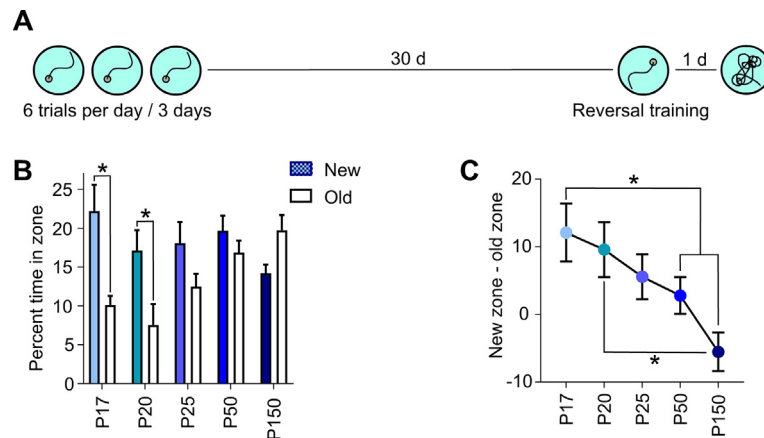 A
30 d
1 d
6 trials per day / 3 days
Reversal training
B
New
Old
Percent time in zone
25
20
15
10
5
0
*
*
P17
P20
P25
P50
P150
C
New zone - old zone
20
10
0
-10
*
*
P17
P20
P25
P50
P150